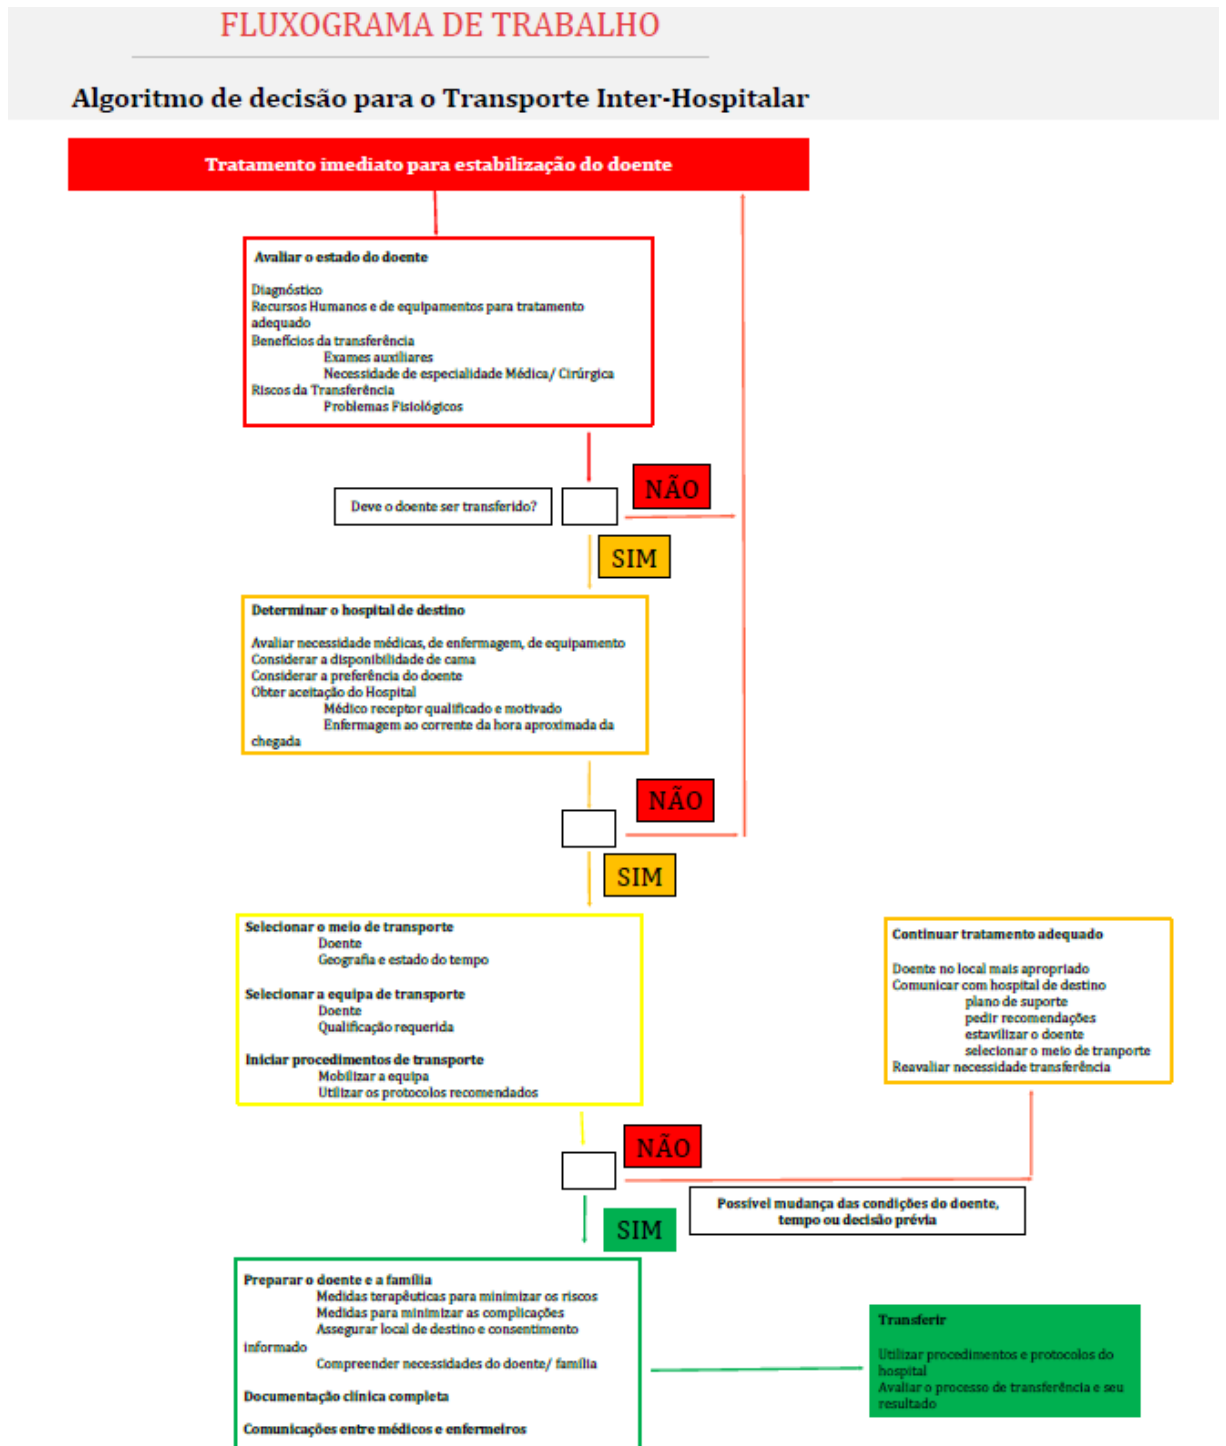 FLUXOGRAMA DE TRABALHO
Algoritmo de decisão para o Transporte Inter-Hospitalar
Tratamento imediato para estabilização do doente
Avaliar o estado do doente
Diagnóstico
Recursos Humanos e de equipamentos para tratamento
adequado
Benefícios da transferência
Exames auxiliares
Necessidade de especialidade Médica/ Cirúrgica
Riscos da Transferência
Problemas Fisiológicos
Deve o doente ser transferido?
NÃO
SIM
Determinar o hospital de destino
Avaliar necessidade médicas, de enfermagem, de equipamento
Considerar a disponibilidade de cama
Considerar a preferência do doente
Obter aceitação do Hospital
Médico receptor qualificado e motivado
Enfermagem ao corrente da hora aproximada da
chegada
NÃO
SIM
Selecionar o meio de transporte
Doente
Geografia e estado do tempo
Selecionar a equipa de transporte
Doente
Qualificação requerida
Iniciar procedimentos de transporte
Mobilizar a equipa
Utilizar os protocolos recomendados
Continuar tratamento adequado
Doente no local mais apropriado
Comunicar com hospital de destino
plano de suporte
pedir recomendações
estavilizar o doente
selecionar o meio de tranporte
Reavaliar necessidade transferência
NÃO
Possível mudança das condições do doente,
tempo ou decisão prévia
SIM
Preparar o doente e a família
Medidas terapêuticas para minimizar os riscos
Medidas para minimizar as complicações
Assegurar local de destino e consentimento
informado
Compreender necessidades do doente/ família
Documentação clínica completa
Comunicações entre médicos e enfermeiros
Transferir
Utilizar procedimentos e protocolos do
hospital
Avaliar o processo de transferência e seu
resultado